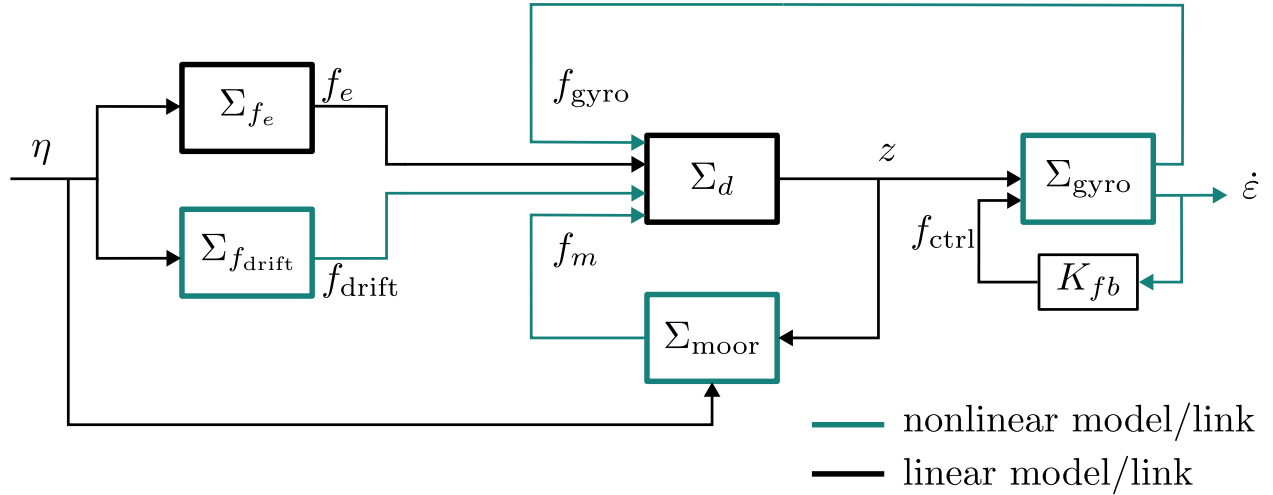 η
Σ_{f_e}
f_e
Σ_{f_drift}
f_drift
f_gyro
Σ_d
z
f_m
Σ_moor
Σ_gyro
ε̇
f_ctrl
K_{fb}
nonlinear model/link
linear model/link